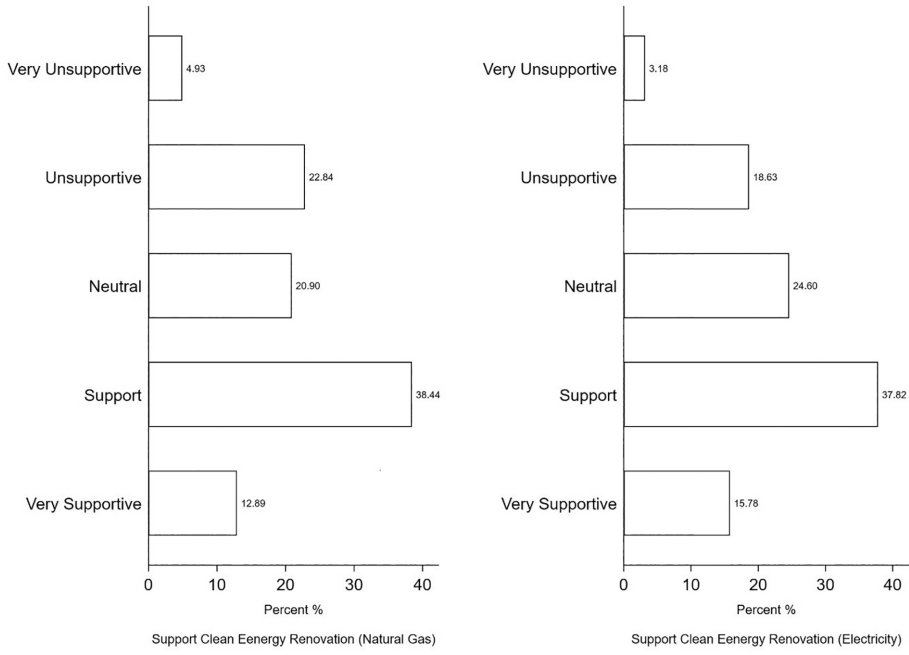 Very Unsupportive
4.93
Unsupportive
22.84
Neutral
20.90
Support
38.44
Very Supportive
12.89
0 10 20 30 40
Percent %
Support Clean Eenergy Renovation (Natural Gas)
Very Unsupportive
3.18
Unsupportive
18.63
Neutral
24.60
Support
37.82
Very Supportive
15.78
0 10 20 30 40
Percent %
Support Clean Eenergy Renovation (Electricity)